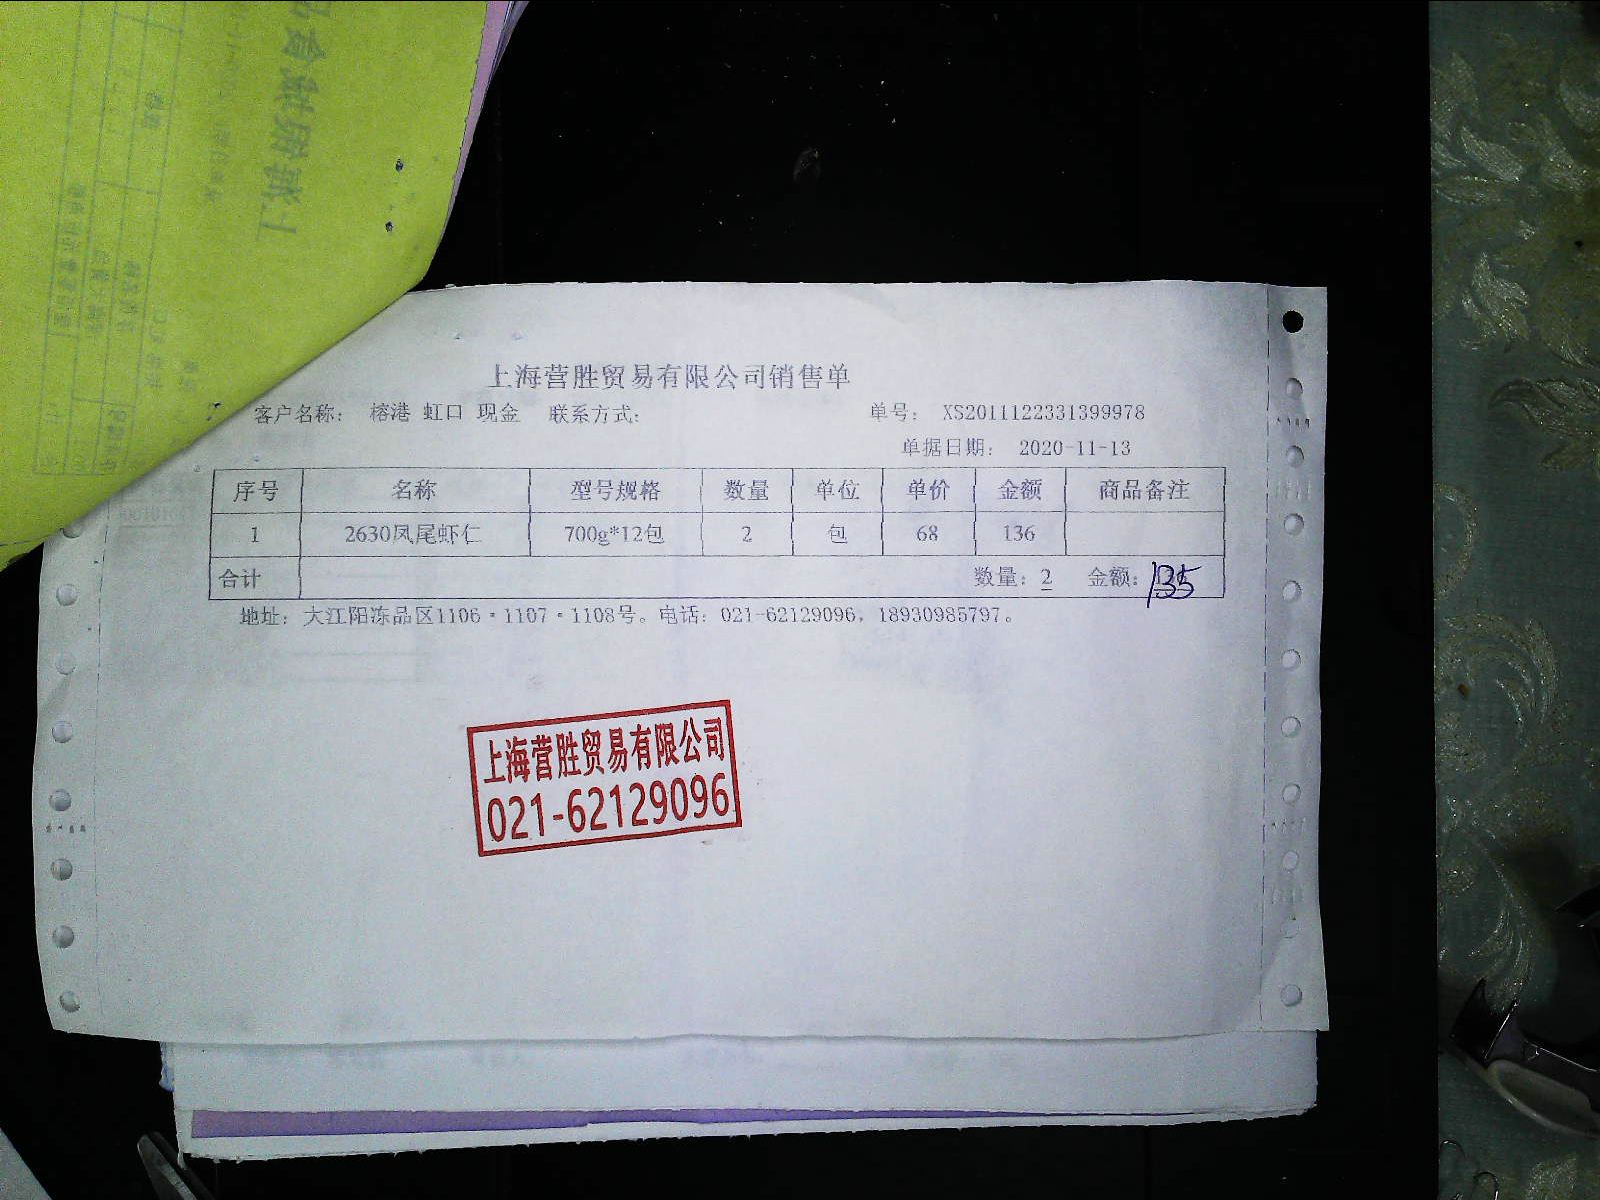 上海营胜贸易有限公司销售单
客户名称: 榕港 虹口 现金 联系方式: 单号: XS2011122331399978
单据日期: 2020-11-13
序号 名称 型号规格 数量 单位 单价 金额 商品备注
1 2630凤尾虾仁 700g*12包 2 包 68 136
合计 数量: 2 金额: 135
地址: 大江阳冻品区1106·1107·1108号。电话: 021-62129096, 18930985797。
上海营胜贸易有限公司
021-62129096